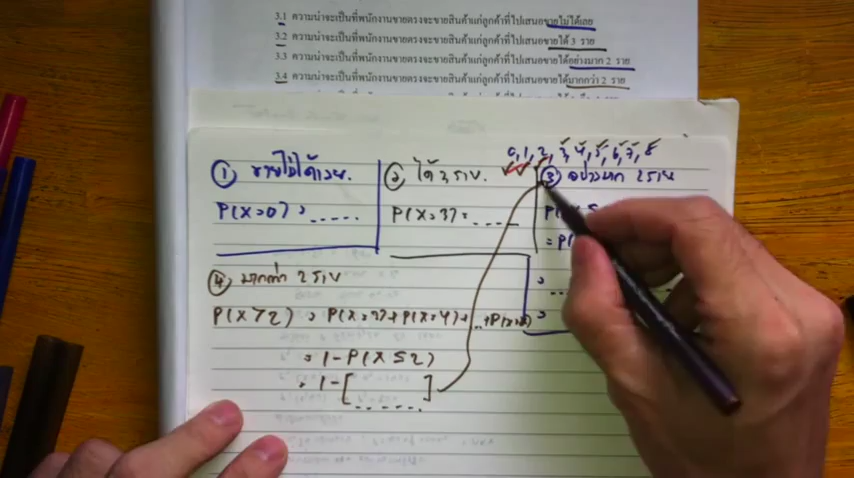 3.1 ความน่าจะเป็นที่พนักงานขายตรงจะขายสินค้าแก่ลูกค้าที่ไปเสนอขายไม่ได้เลย
3.2 ความน่าจะเป็นที่พนักงานขายตรงจะขายสินค้าแก่ลูกค้าที่ไปเสนอขายได้ 3 ราย
3.3 ความน่าจะเป็นที่พนักงานขายตรงจะขายสินค้าแก่ลูกค้าที่ไปเสนอขายได้อย่างมาก 2 ราย
3.4 ความน่าจะเป็นที่พนักงานขายตรงจะขายสินค้าแก่ลูกค้าที่ไปเสนอขายได้มากกว่า 2 ราย
0, 1, 2, 3, 4, 5, 6, 7, 8
① ขายไม่ได้เลย.
P(X=0) = .....
② ได้ 3 ราย.
P(X=3) = ....
③ อย่างมาก 2 ราย
= P(
④ มากกว่า 2 ราย
P(X>2) = P(X=3)+P(X=4)+...+P(X=8)
= 1-P(X≤2)
= 1-[ ...... ]